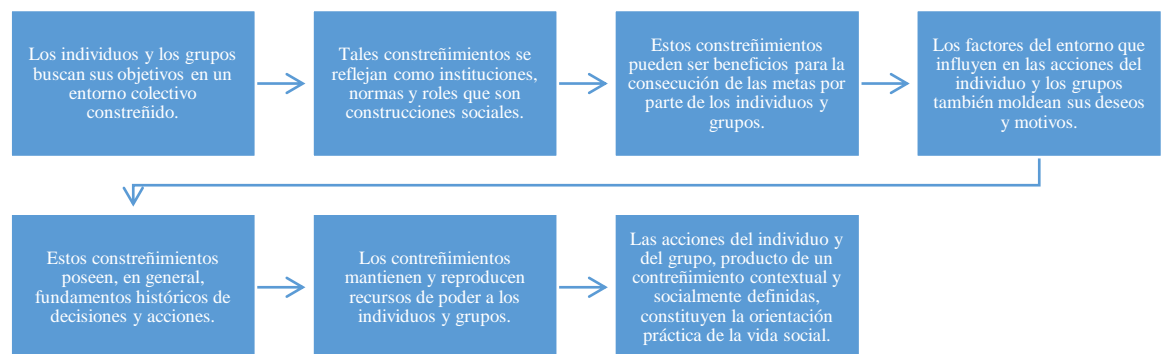 Los individuos y los grupos
buscan sus objetivos en un
entorno colectivo
constreñido.
Tales constreñimientos se
reflejan como instituciones,
normas y roles que son
construcciones sociales.
Estos constreñimientos
pueden ser beneficios para la
consecución de las metas por
parte de los individuos y
grupos.
Los factores del entorno que
influyen en las acciones del
individuo y los grupos
también moldean sus deseos
y motivos.
Estos constreñimientos
poseen, en general,
fundamentos históricos de
decisiones y acciones.
Los contreñimientos
mantienen y reproducen
recursos de poder a los
individuos y grupos.
Las acciones del individuo y
del grupo, producto de un
contreñimiento contextual y
socialmente definidas,
constituyen la orientación
práctica de la vida social.